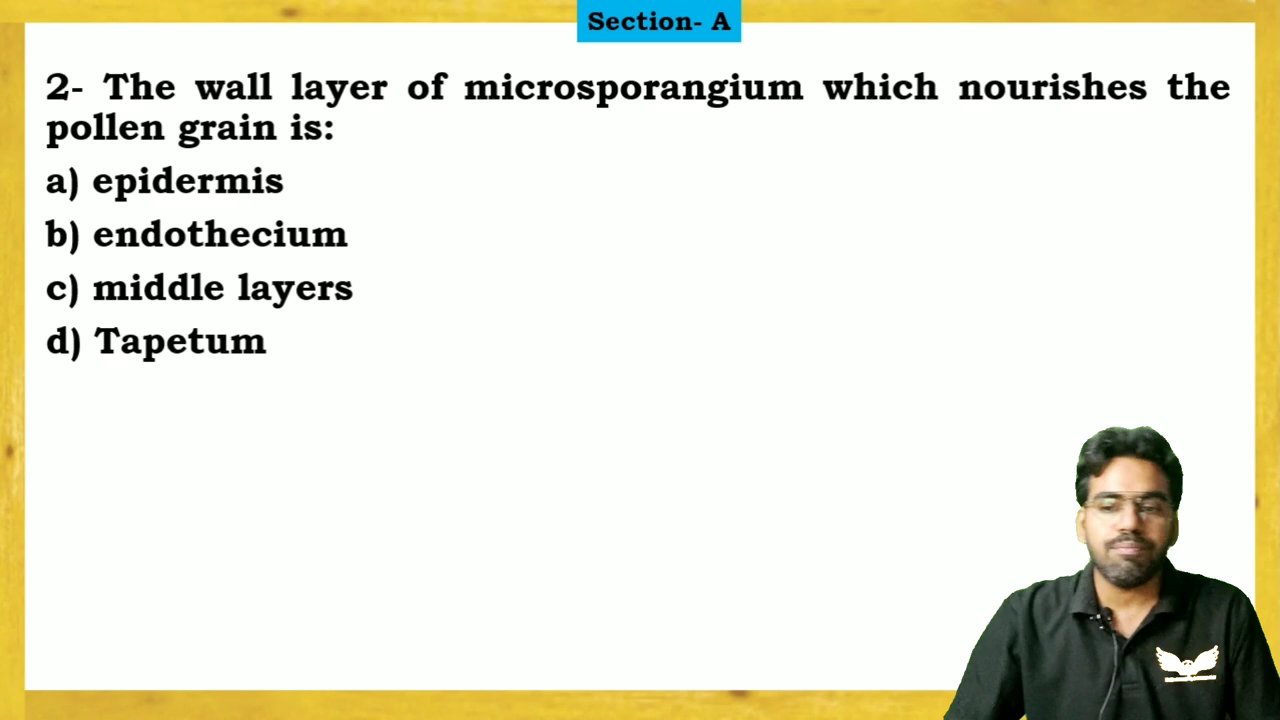 Section- A
2- The wall layer of microsporangium which nourishes the
pollen grain is:
a) epidermis
b) endothecium
c) middle layers
d) Tapetum